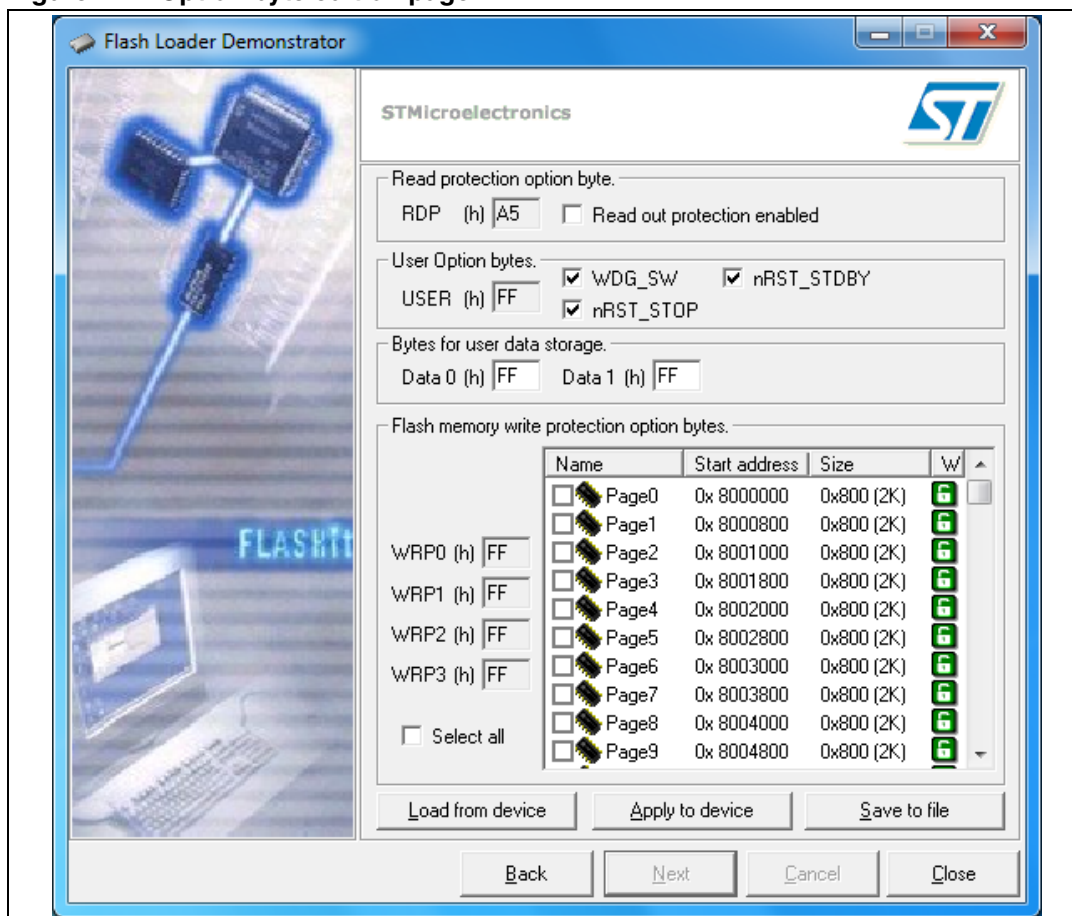 Flash Loader Demonstrator
STMicroelectronics
ST
Read protection option byte.
RDP (h) A5 Read out protection enabled
User Option bytes.
USER (h) FF WDG_SW nRST_STDBY
nRST_STOP
Bytes for user data storage.
Data 0 (h) FF Data 1 (h) FF
Flash memory write protection option bytes.
Name Start address Size W
Page0 0x 8000000 0x800 (2K)
Page1 0x 8000800 0x800 (2K)
Page2 0x 8001000 0x800 (2K)
Page3 0x 8001800 0x800 (2K)
Page4 0x 8002000 0x800 (2K)
Page5 0x 8002800 0x800 (2K)
Page6 0x 8003000 0x800 (2K)
Page7 0x 8003800 0x800 (2K)
Page8 0x 8004000 0x800 (2K)
Page9 0x 8004800 0x800 (2K)
WRP0 (h) FF
WRP1 (h) FF
WRP2 (h) FF
WRP3 (h) FF
Select all
FLASHit
Load from device Apply to device Save to file
Back Next Cancel Close